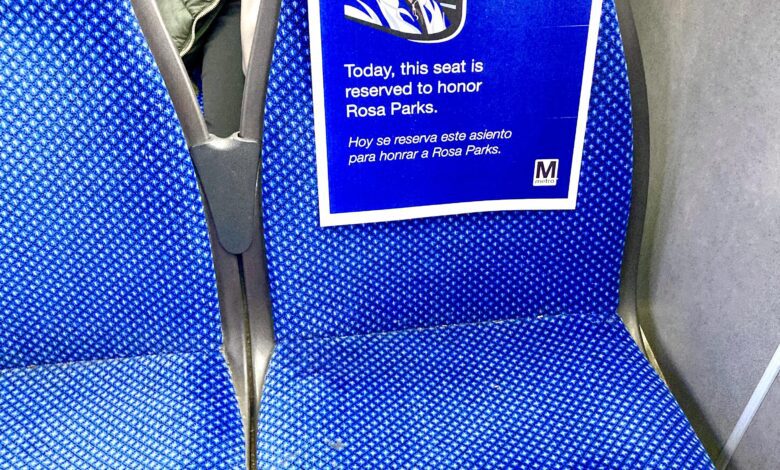 Today, this seat is
reserved to honor
Rosa Parks.
Hoy se reserva este asiento
para honrar a Rosa Parks.
M
metro